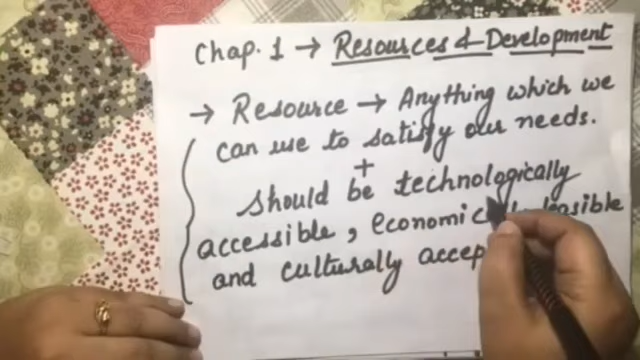 Chap. 1 → Resources & Development
→ Resource → Anything which we
can use to satisfy our needs.
+
should be technologically
accessible, economic
and culturally accep